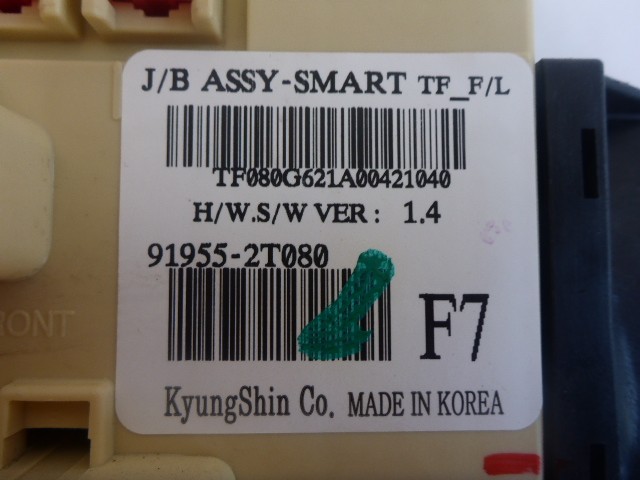 J/B ASSY-SMART TF_F/L
TF080G621A00421040
H/W.S/W VER : 1.4
91955-2T080
F7
RONT
KyungShin Co. MADE IN KOREA